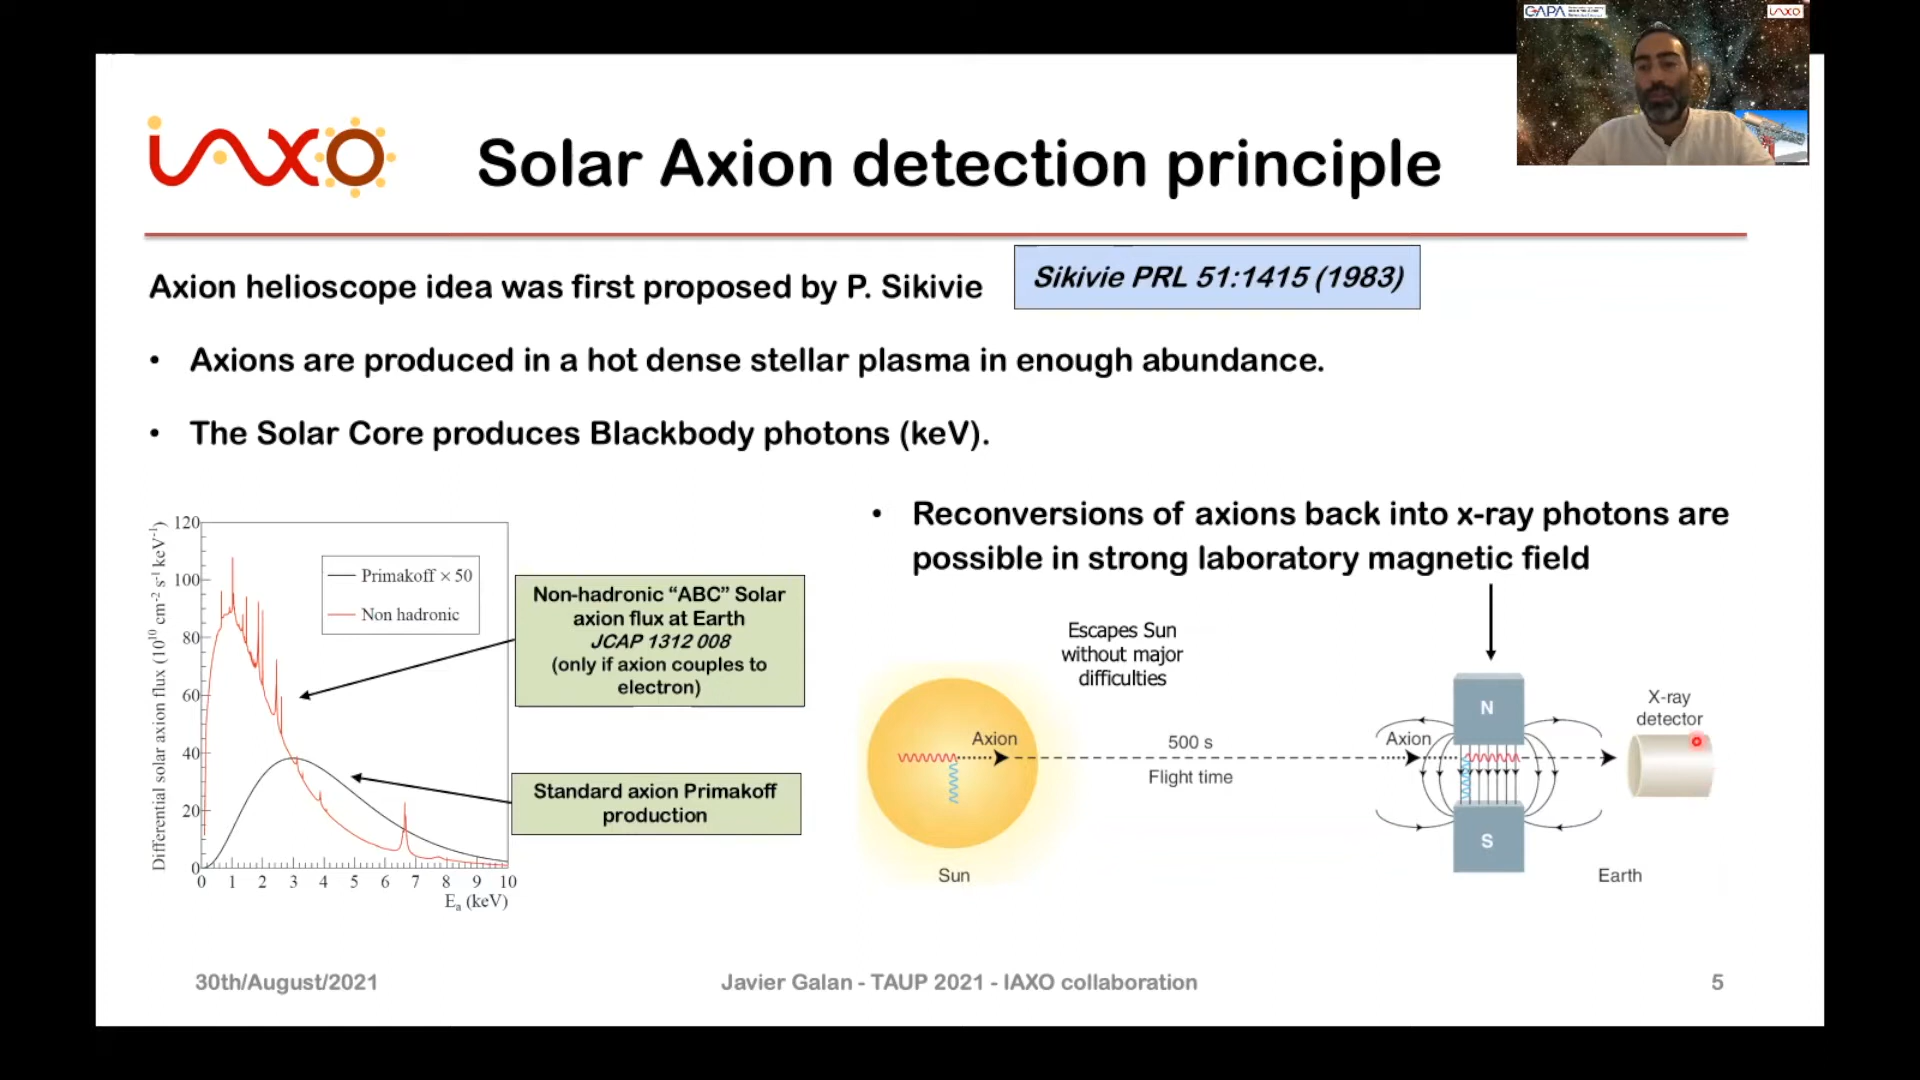 CAPA
IAXO
iAXO
Solar Axion detection principle
Axion helioscope idea was first proposed by P. Sikivie
Sikivie PRL 51:1415 (1983)
• Axions are produced in a hot dense stellar plasma in enough abundance.
• The Solar Core produces Blackbody photons (keV).
• Reconversions of axions back into x-ray photons are
possible in strong laboratory magnetic field
Differential solar axion flux (10¹⁰ cm⁻² s⁻¹ keV⁻¹)
120
100
80
60
40
20
0
0 1 2 3 4 5 6 7 8 9 10
Eₐ (keV)
Primakoff × 50
Non hadronic
Non-hadronic “ABC” Solar
axion flux at Earth
JCAP 1312 008
(only if axion couples to
electron)
Standard axion Primakoff
production
Escapes Sun
without major
difficulties
Axion
500 s
Flight time
Sun
Axion
N
S
X-ray
detector
Earth
30th/August/2021
Javier Galan - TAUP 2021 - IAXO collaboration
5